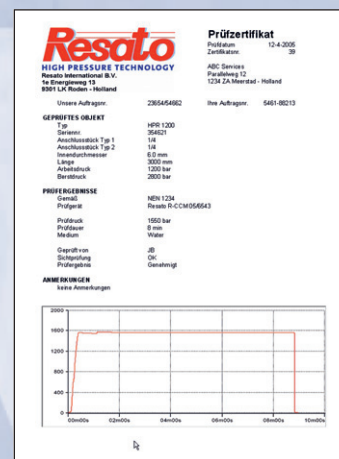 Resato
HIGH PRESSURE TECHNOLOGY
Resato International B.V.
1e Energieweg 13
9301 LK Roden - Holland
Prüfzertifikat
Prüfdatum 12-4-2005
Zertifikatsnr. 39
ABC Services
Parallelweg 12
1234 ZA Meerstad - Holland
Unsere Auftragsnr. 23654/54662 Ihre Auftragsnr. 5461-88213
GEPRÜFTES OBJEKT
Typ HPR 1200
Seriennr. 354621
Anschlussstück Typ 1 1/4
Anschlussstück Typ 2 1/4
Innendurchmesser 6.0 mm
Länge 3000 mm
Arbeitsdruck 1200 bar
Berstdruck 2800 bar
PRÜFERGEBNISSE
Gemäß NEN 1234
Prüfgerät Resato R-CCM05/6543
Prüfdruck 1550 bar
Prüfdauer 8 min
Medium Water
Geprüft von JB
Sichtprüfung OK
Prüfergebnis Genehmigt
ANMERKUNGEN
keine Anmerkungen
2000
1600
1200
800
400
0
00m00s 02m00s 04m00s 06m00s 08m00s 10m00s